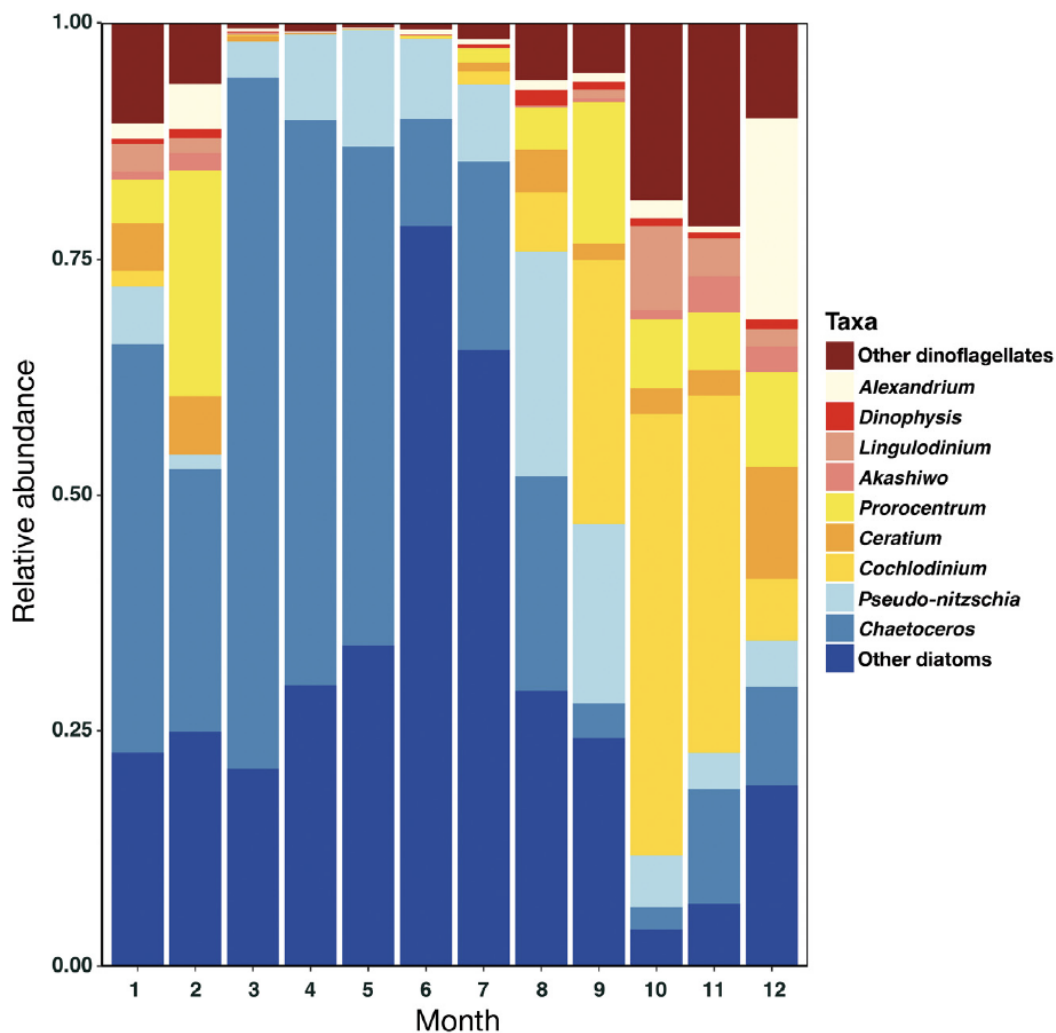 1.00
0.75
0.50
0.25
0.00
Relative abundance
1 2 3 4 5 6 7 8 9 10 11 12
Month
Taxa
Other dinoflagellates
Alexandrium
Dinophysis
Lingulodinium
Akashiwo
Prorocentrum
Ceratium
Cochlodinium
Pseudo-nitzschia
Chaetoceros
Other diatoms